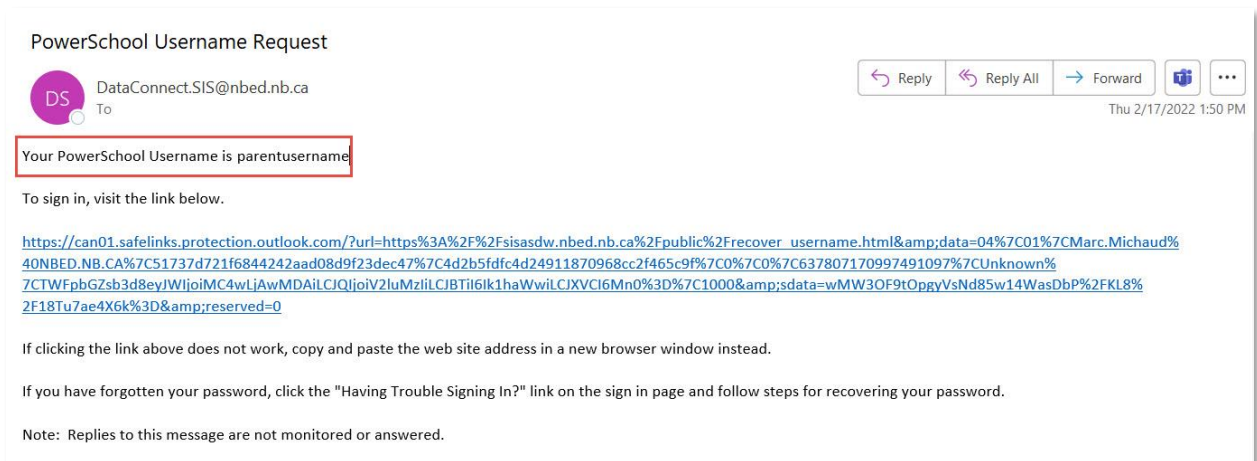 PowerSchool Username Request
DS
DataConnect.SIS@nbed.nb.ca
To
Reply
Reply All
Forward
Thu 2/17/2022 1:50 PM
Your PowerSchool Username is parentusername
To sign in, visit the link below.
https://can01.safelinks.protection.outlook.com/?url=https%3A%2F%2Fsisasdw.nbed.nb.ca%2Fpublic%2Frecover_username.html&amp;data=04%7C01%7CMarc.Michaud%
40NBED.NB.CA%7C51737d721f6844242aad08d9f23dec47%7C4d2b5fdfc4d24911870968cc2f465c9f%7C0%7C0%7C637807170997491097%7CUnknown%
7CTWFpbGZsb3d8eyJWIjoiMC4wLjAwMDAiLCJQIjoiV2luMzIiLCJBTiI6Ik1haWwiLCJXVCI6Mn0%3D%7C1000&amp;sdata=wMW3OF9tOpgyVsNd85w14WasDbP%2FKL8%
2F18Tu7ae4X6k%3D&amp;reserved=0
If clicking the link above does not work, copy and paste the web site address in a new browser window instead.
If you have forgotten your password, click the "Having Trouble Signing In?" link on the sign in page and follow steps for recovering your password.
Note:  Replies to this message are not monitored or answered.